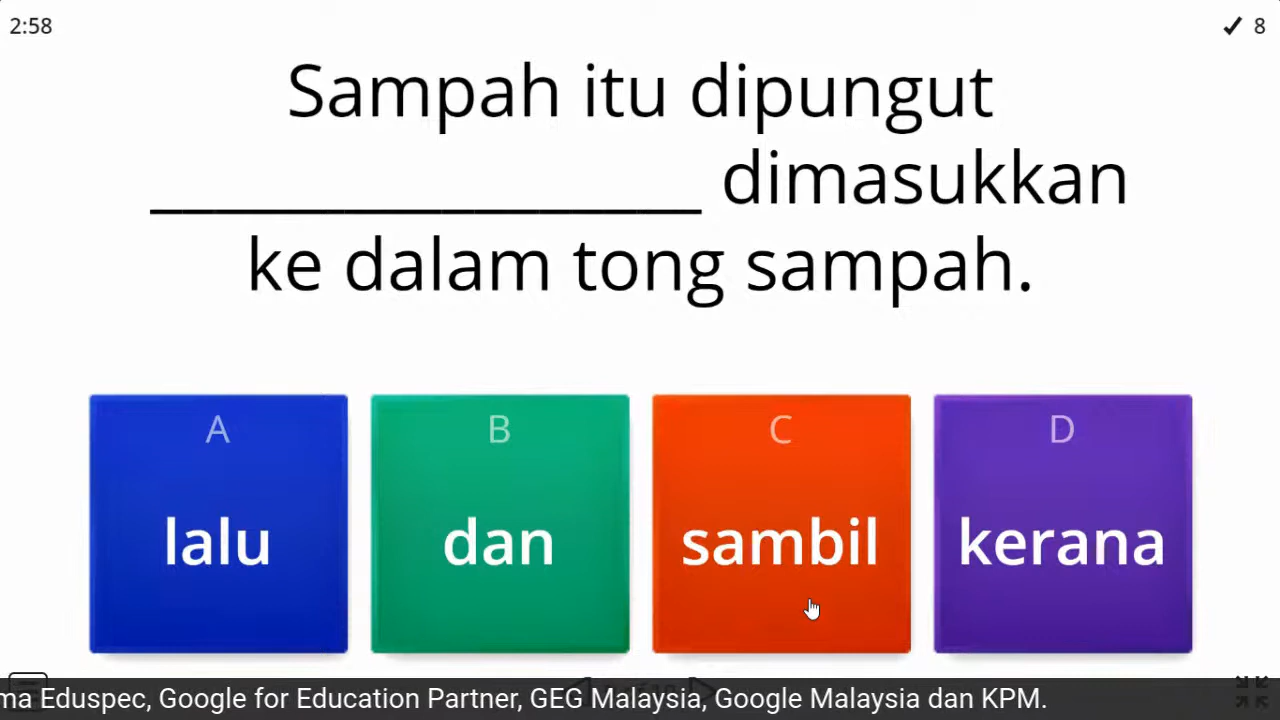 2:58
8
Sampah itu dipungut
_________________ dimasukkan
ke dalam tong sampah.
A
B
C
D
lalu
dan
sambil
kerana
ma Eduspec, Google for Education Partner, GEG Malaysia, Google Malaysia dan KPM.